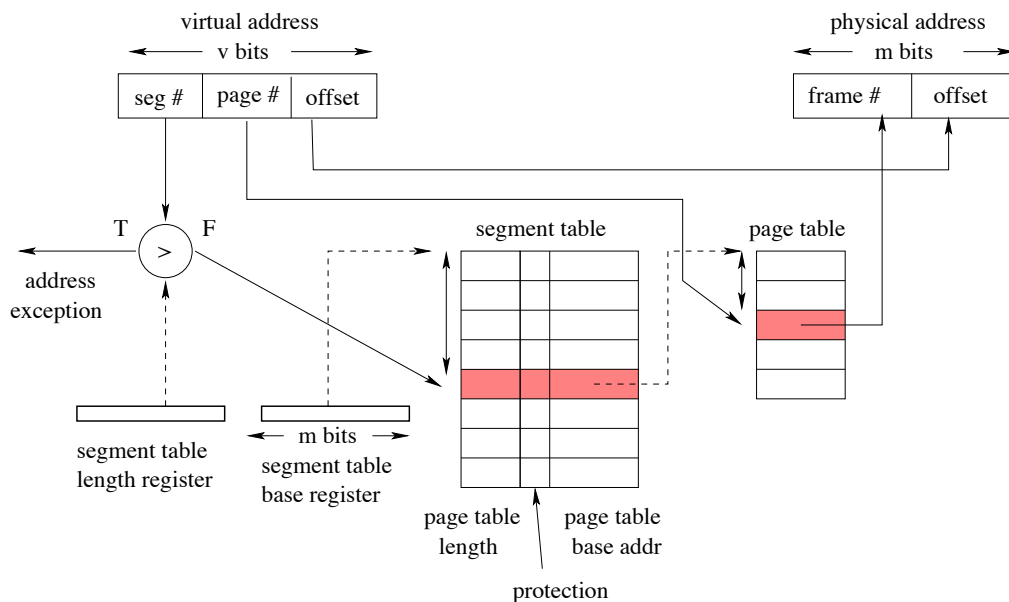 virtual address
v bits
seg #
page #
offset
physical address
m bits
frame #
offset
T
F
>
address
exception
segment table
page table
segment table
length register
m bits
segment table
base register
page table
length
page table
base addr
protection